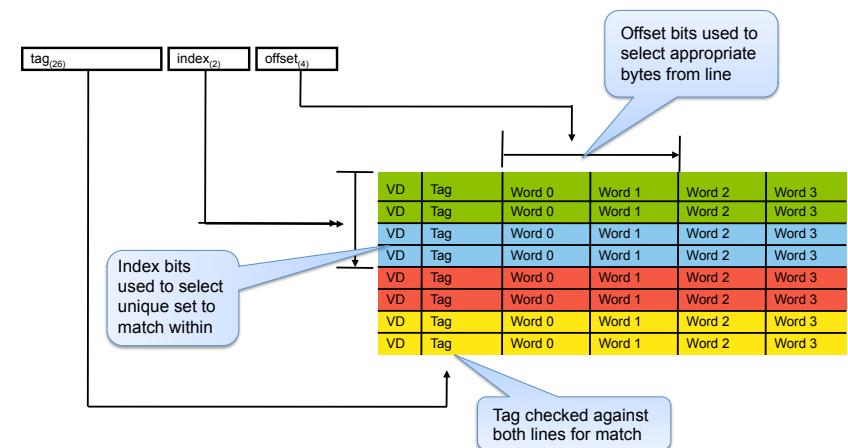 Offset bits used to
select appropriate
bytes from line
tag(26) index(2) offset(4)
VD Tag Word 0 Word 1 Word 2 Word 3
VD Tag Word 0 Word 1 Word 2 Word 3
VD Tag Word 0 Word 1 Word 2 Word 3
VD Tag Word 0 Word 1 Word 2 Word 3
VD Tag Word 0 Word 1 Word 2 Word 3
VD Tag Word 0 Word 1 Word 2 Word 3
VD Tag Word 0 Word 1 Word 2 Word 3
VD Tag Word 0 Word 1 Word 2 Word 3
Index bits
used to select
unique set to
match within
Tag checked against
both lines for match